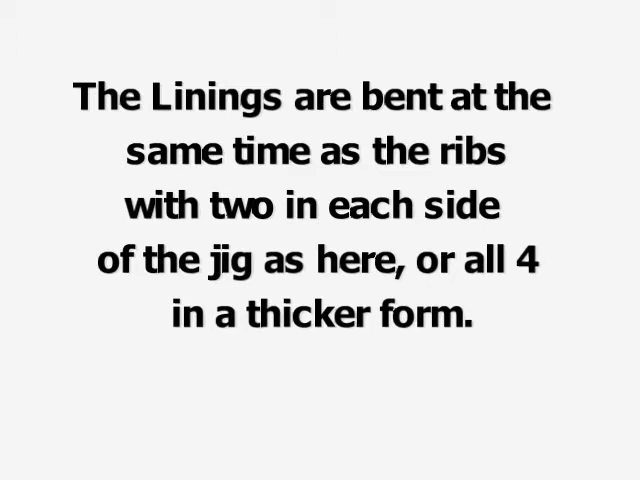 The Linings are bent at the
same time as the ribs
with two in each side
of the jig as here, or all 4
in a thicker form.